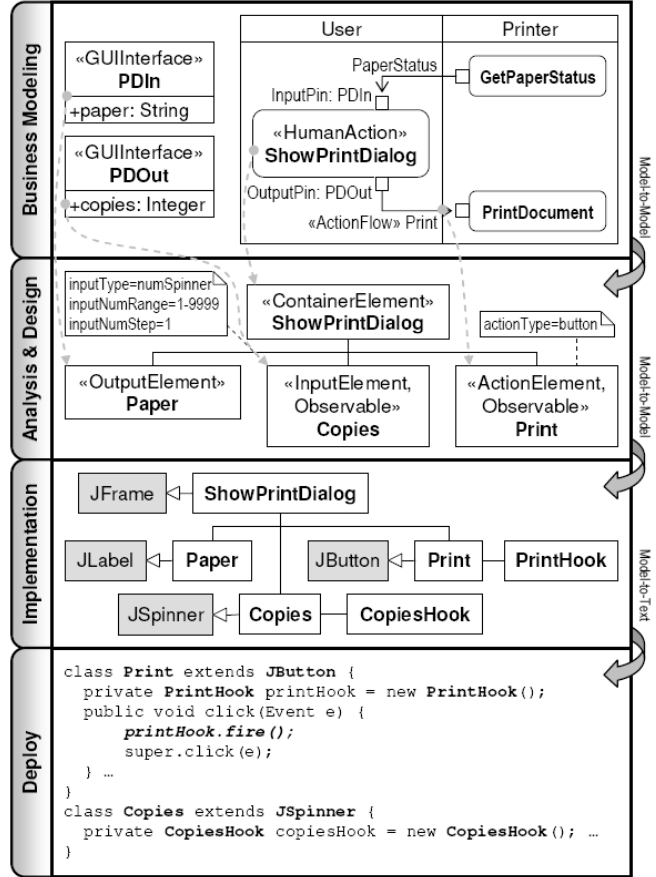 Business Modeling
«GUIInterface»
PDIn
+paper: String
«GUIInterface»
PDOut
+copies: Integer
User
Printer
PaperStatus
GetPaperStatus
InputPin: PDIn
«HumanAction»
ShowPrintDialog
OutputPin: PDOut
«ActionFlow» Print
PrintDocument
Model-to-Model
Analysis & Design
inputType=numSpinner
inputNumRange=1-9999
inputNumStep=1
«ContainerElement»
ShowPrintDialog
actionType=button
«OutputElement»
Paper
«InputElement,
Observable»
Copies
«ActionElement,
Observable»
Print
Model-to-Model
Implementation
JFrame
ShowPrintDialog
JLabel
Paper
JButton
Print
PrintHook
JSpinner
Copies
CopiesHook
Model-to-Text
Deploy
class Print extends JButton {
private PrintHook printHook = new PrintHook();
public void click(Event e) {
printHook.fire();
super.click(e);
} …
}
class Copies extends JSpinner {
private CopiesHook copiesHook = new CopiesHook(); …
}